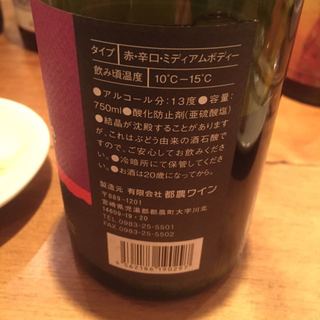 タイプ 赤・辛口・ミディアムボディー
飲み頃温度 10℃−15℃
●アルコール分：13度●容量：
750ml●酸化防止剤(亜硫酸塩)
●結晶が沈殿することがあります
が、これはぶどう由来の酒石酸で
すので、ご安心してお飲みくださ
い。●冷暗所にて保管してくださ
い。●お酒は20歳になってから。
製造元 有限会社 都農ワイン
〒889-1201
宮崎県児湯郡都農町大字川北
14609-19・20
TEL.0983-25-5501
FAX.0983-25-5502